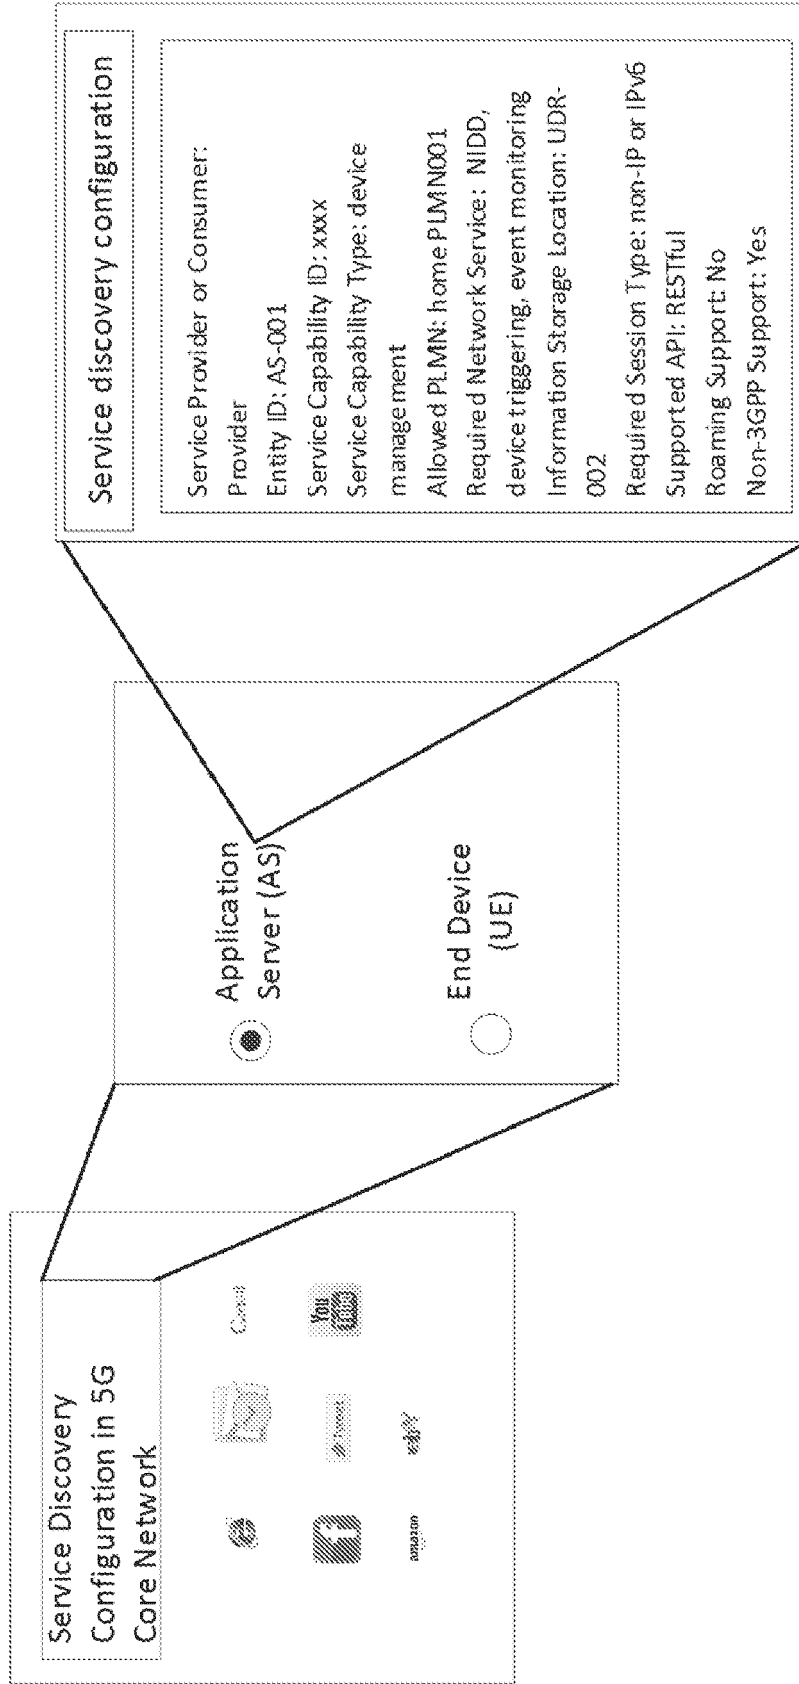 Service Discovery
Configuration in 5G
Core Network
You
Tube
amazon
Application
Server (AS)
End Device
(UE)
Service discovery configuration
Service Provider or Consumer:
Provider
Entity ID: AS-001
Service Capability ID: xxxx
Service Capability Type: device
management
Allowed PLMN: home PLMN001
Required Network Service: NIDD,
device triggering, event monitoring
Information Storage Location: UDR-
002
Required Session Type: non-IP or IPv6
Supported API: RESTful
Roaming Support: No
Non-3GPP Support: Yes